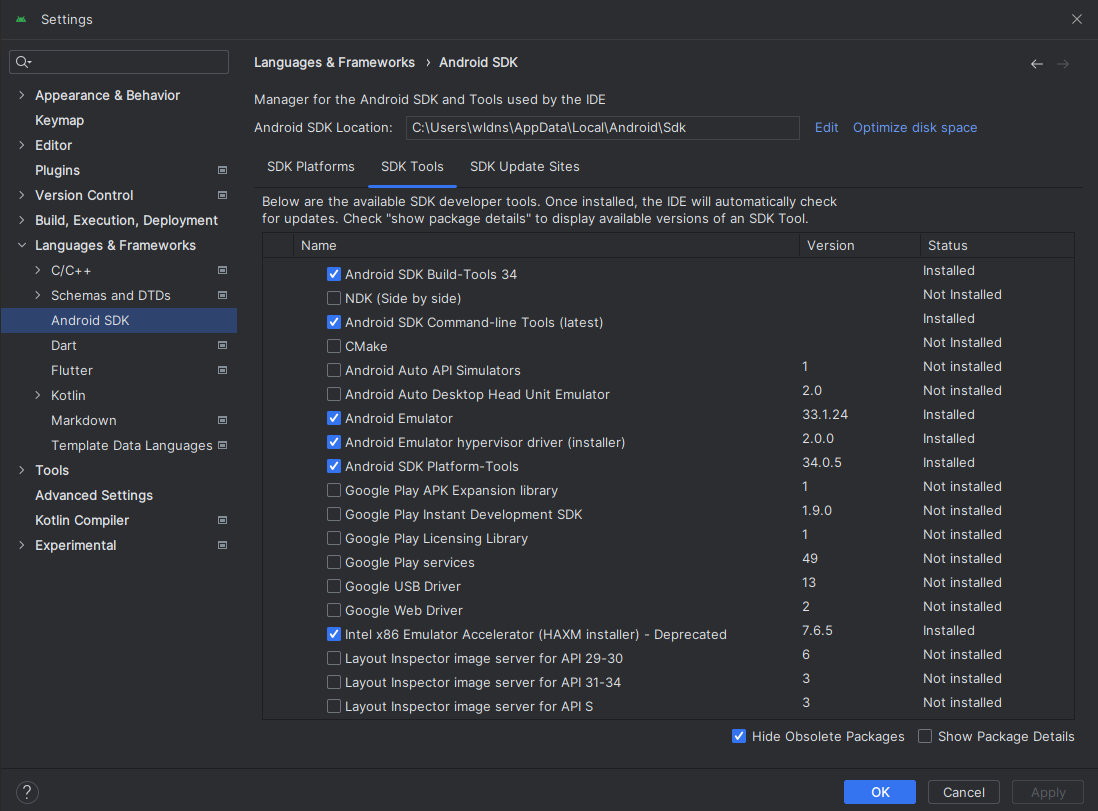 Settings
Languages & Frameworks › Android SDK
Appearance & Behavior
Keymap
Editor
Plugins
Version Control
Build, Execution, Deployment
Languages & Frameworks
C/C++
Schemas and DTDs
Android SDK
Dart
Flutter
Kotlin
Markdown
Template Data Languages
Tools
Advanced Settings
Kotlin Compiler
Experimental
Manager for the Android SDK and Tools used by the IDE
Android SDK Location: C:\Users\wldns\AppData\Local\Android\Sdk Edit Optimize disk space
SDK Platforms SDK Tools SDK Update Sites
Below are the available SDK developer tools. Once installed, the IDE will automatically check
for updates. Check "show package details" to display available versions of an SDK Tool.
Name Version Status
Android SDK Build-Tools 34 Installed
NDK (Side by side) Not Installed
Android SDK Command-line Tools (latest) Installed
CMake Not Installed
Android Auto API Simulators 1 Not installed
Android Auto Desktop Head Unit Emulator 2.0 Not installed
Android Emulator 33.1.24 Installed
Android Emulator hypervisor driver (installer) 2.0.0 Installed
Android SDK Platform-Tools 34.0.5 Installed
Google Play APK Expansion library 1 Not installed
Google Play Instant Development SDK 1.9.0 Not installed
Google Play Licensing Library 1 Not installed
Google Play services 49 Not installed
Google USB Driver 13 Not installed
Google Web Driver 2 Not installed
Intel x86 Emulator Accelerator (HAXM installer) - Deprecated 7.6.5 Installed
Layout Inspector image server for API 29-30 6 Not installed
Layout Inspector image server for API 31-34 3 Not installed
Layout Inspector image server for API S 3 Not installed
Hide Obsolete Packages Show Package Details
? OK Cancel Apply